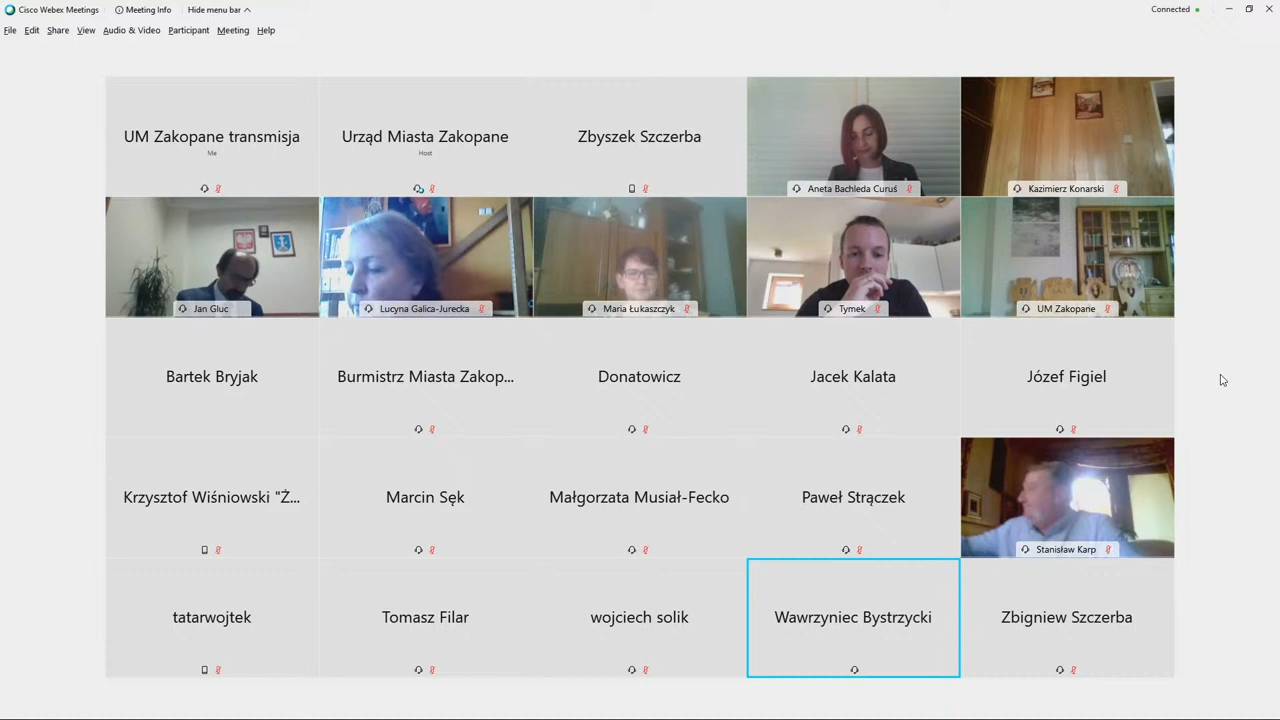 Cisco Webex Meetings
Meeting Info
Hide menu bar
Connected
File Edit Share View Audio & Video Participant Meeting Help
UM Zakopane transmisja
Me
Urząd Miasta Zakopane
Host
Zbyszek Szczerba
Aneta Bachleda Curuś
Kazimierz Konarski
Jan Gluc
Lucyna Galica-Jurecka
Maria Łukaszczyk
Tymek
UM Zakopane
Bartek Bryjak
Burmistrz Miasta Zakop...
Donatowicz
Jacek Kalata
Józef Figiel
Krzysztof Wiśniowski "Ż...
Marcin Sęk
Małgorzata Musiał-Fecko
Paweł Strączek
Stanisław Karp
tatarwojtek
Tomasz Filar
wojciech solik
Wawrzyniec Bystrzycki
Zbigniew Szczerba